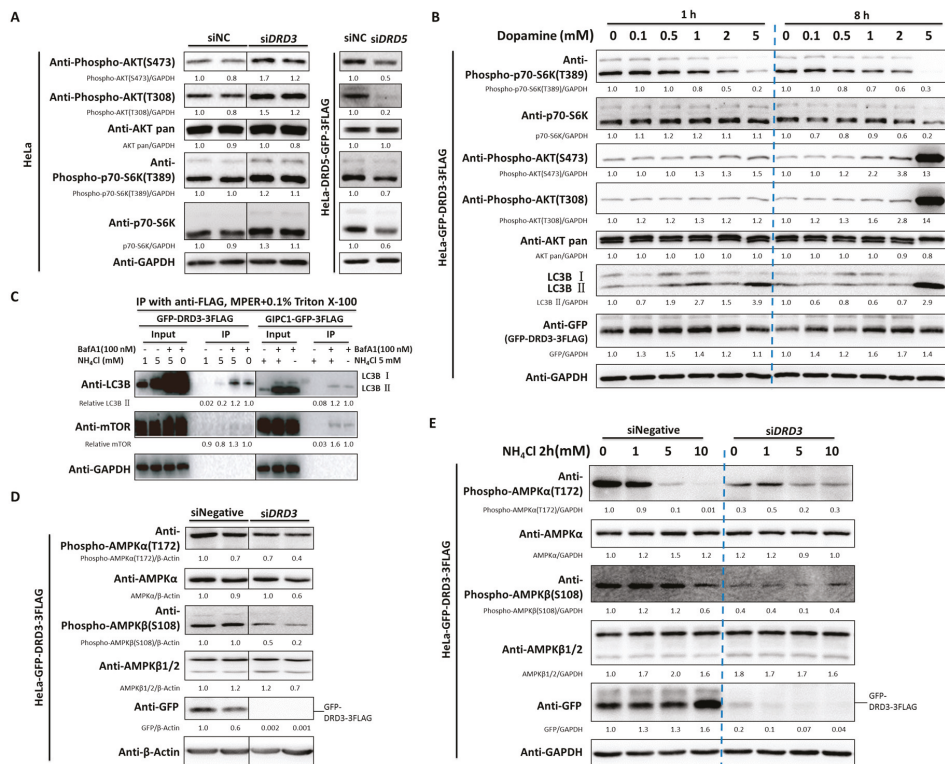 A
siNC siDRD3 siNC siDRD5
HeLa
HeLa-DRD5-GFP-3FLAG
Anti-Phospho-AKT(S473)
Phospho-AKT(S473)/GAPDH 1.0 0.8 1.7 1.2 1.0 0.5
Anti-Phospho-AKT(T308)
Phospho-AKT(T308)/GAPDH 1.0 0.8 1.5 1.2 1.0 0.2
Anti-AKT pan
AKT pan/GAPDH 1.0 0.9 1.0 0.8 1.0 1.0
Anti-
Phospho-p70-S6K(T389)
Phospho-p70-S6K(T389)/GAPDH 1.0 1.0 1.2 1.1 1.0 0.7
Anti-p70-S6K
p70-S6K/GAPDH 1.0 0.9 1.3 1.1 1.0 0.6
Anti-GAPDH
B
1 h 8 h
Dopamine (mM) 0 0.1 0.5 1 2 5 0 0.1 0.5 1 2 5
HeLa-GFP-DRD3-3FLAG
Anti-
Phospho-p70-S6K(T389)
Phospho-p70-S6K(T389)/GAPDH 1.0 1.0 1.0 0.8 0.5 0.2 1.0 1.0 0.8 0.7 0.6 0.3
Anti-p70-S6K
p70-S6K/GAPDH 1.0 1.1 1.2 1.2 1.1 1.1 1.0 0.7 0.8 0.9 0.6 0.2
Anti-Phospho-AKT(S473)
Phospho-AKT(S473)/GAPDH 1.0 1.0 1.1 1.3 1.3 1.5 1.0 1.0 1.2 2.2 3.8 13
Anti-Phospho-AKT(T308)
Phospho-AKT(T308)/GAPDH 1.0 1.2 1.2 1.3 1.2 1.2 1.0 1.2 1.3 1.6 2.8 14
Anti-AKT pan
AKT pan/GAPDH 1.0 1.1 1.1 1.1 1.1 1.1 1.0 1.0 1.0 1.0 0.9 0.8
LC3B I
LC3B II
LC3B II/GAPDH 1.0 0.7 1.9 2.7 1.5 3.9 1.0 0.6 0.8 0.6 0.7 2.9
Anti-GFP
(GFP-DRD3-3FLAG)
GFP/GAPDH 1.0 1.3 1.5 1.4 1.2 1.1 1.0 1.4 1.2 1.6 1.7 1.4
Anti-GAPDH
C
IP with anti-FLAG, MPER+0.1% Triton X-100
GFP-DRD3-3FLAG GIPC1-GFP-3FLAG
Input IP Input IP
BafA1(100 nM) - - + + - - + + - + + - + + BafA1(100 nM)
NH4Cl (mM) 1 5 5 0 1 5 5 0 + + - + + - NH4Cl 5 mM
Anti-LC3B
LC3B I
LC3B II
Relative LC3B II 0.02 0.2 1.2 1.0 0.08 1.2 1.0
Anti-mTOR
Relative mTOR 0.9 0.8 1.3 1.0 0.03 1.6 1.0
Anti-GAPDH
D
siNegative siDRD3
HeLa-GFP-DRD3-3FLAG
Anti-
Phospho-AMPKα(T172)
Phospho-AMPKα(T172)/β-Actin 1.0 0.7 0.7 0.4
Anti-AMPKα
AMPKα/β-Actin 1.0 0.9 1.0 0.6
Anti-
Phospho-AMPKβ(S108)
Phospho-AMPKβ(S108)/β-Actin 1.0 1.0 0.5 0.2
Anti-AMPKβ1/2
AMPKβ1/2/β-Actin 1.0 1.2 1.2 0.7
Anti-GFP
GFP-
DRD3-3FLAG
GFP/β-Actin 1.0 0.6 0.002 0.001
Anti-β-Actin
E
siNegative siDRD3
NH4Cl 2h(mM) 0 1 5 10 0 1 5 10
HeLa-GFP-DRD3-3FLAG
Anti-
Phospho-AMPKα(T172)
Phospho-AMPKα(T172)/GAPDH 1.0 0.9 0.1 0.01 0.3 0.5 0.2 0.3
Anti-AMPKα
AMPKα/GAPDH 1.0 1.2 1.5 1.2 1.2 1.2 0.9 1.0
Anti-
Phospho-AMPKβ(S108)
Phospho-AMPKβ(S108)/GAPDH 1.0 1.2 1.2 0.6 0.4 0.4 0.1 0.4
Anti-AMPKβ1/2
AMPKβ1/2/GAPDH 1.0 1.7 2.0 1.6 1.8 1.7 1.7 1.6
Anti-GFP
GFP-
DRD3-3FLAG
GFP/GAPDH 1.0 1.3 1.3 1.6 0.2 0.1 0.07 0.04
Anti-GAPDH